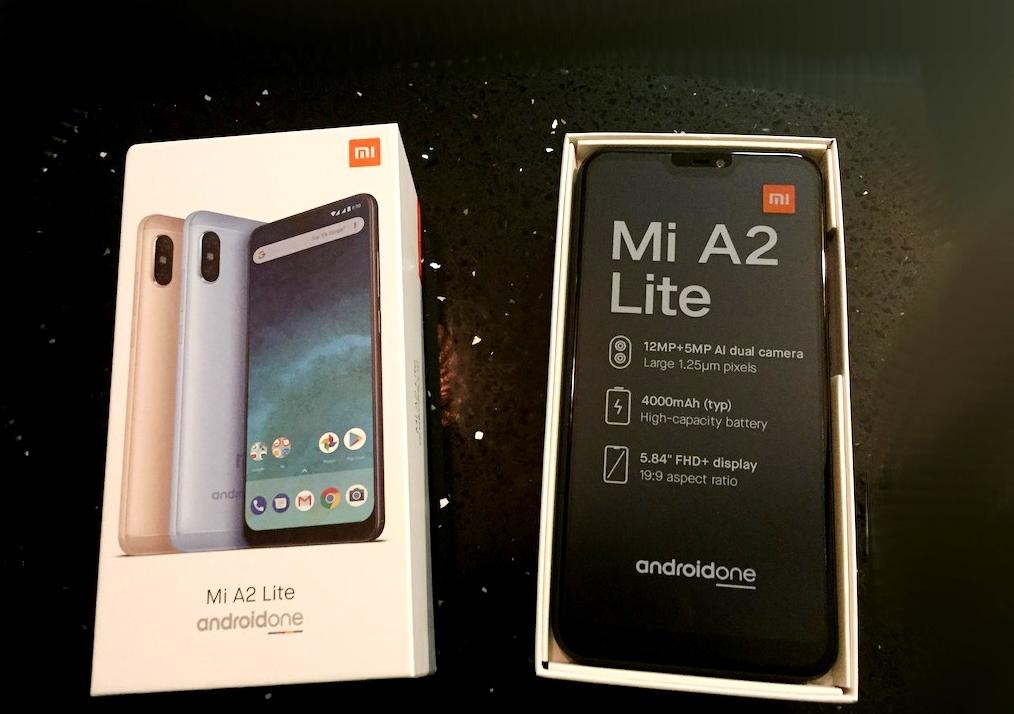 mi
Mi A2 Lite
androidone
mi
Mi A2
Lite
12MP+5MP AI dual camera
Large 1.25μm pixels
4000mAh (typ)
High-capacity battery
5.84" FHD+ display
19:9 aspect ratio
androidone